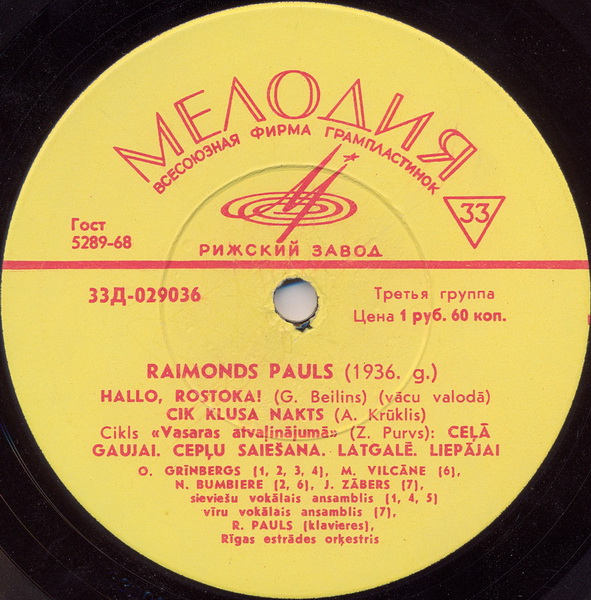 МЕЛОДИЯ
ВСЕСОЮЗНАЯ ФИРМА ГРАМПЛАСТИНОК
33
Гост
5289-68
РИЖСКИЙ ЗАВОД
33Д-029036
Третья группа
Цена 1 руб. 60 коп.
RAIMONDS PAULS (1936. g.)
HALLO, ROSTOKA! (G. Beilins) (vācu valodā)
CIK KLUSA NAKTS (A. Krūklis)
Cikls «Vasaras atvaļinājumā» (Z. Purvs): CEĻĀ
GAUJAI. CEPĻU SAIEŠANA. LATGALĒ. LIEPĀJAI
O. GRĪNBERGS (1, 2, 3, 4), M. VILCĀNE (6),
N. BUMBIERE (2, 6), J. ZĀBERS (7),
sieviešu vokālais ansamblis (1, 4, 5)
vīru vokālais ansamblis (7),
R. PAULS (klavieres),
Rīgas estrādes orķestris